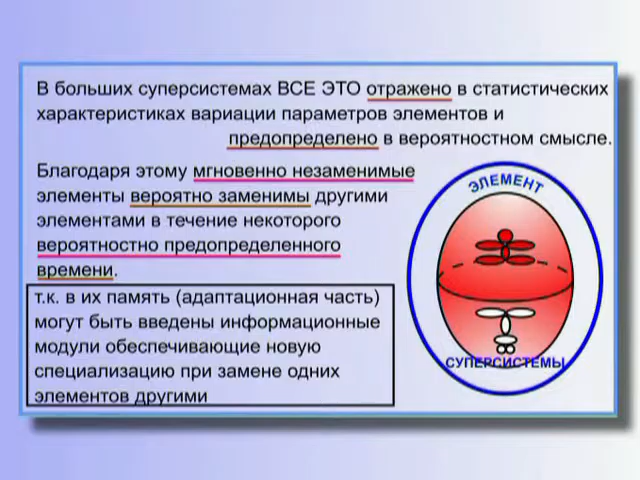 В больших суперсистемах ВСЕ ЭТО отражено в статистических
характеристиках вариации параметров элементов и
предопределено в вероятностном смысле.
Благодаря этому мгновенно незаменимые
элементы вероятно заменимы другими
элементами в течение некоторого
вероятностно предопределенного
времени.
т.к. в их память (адаптационная часть)
могут быть введены информационные
модули обеспечивающие новую
специализацию при замене одних
элементов другими
ЭЛЕМЕНТ
СУПЕРСИСТЕМЫ